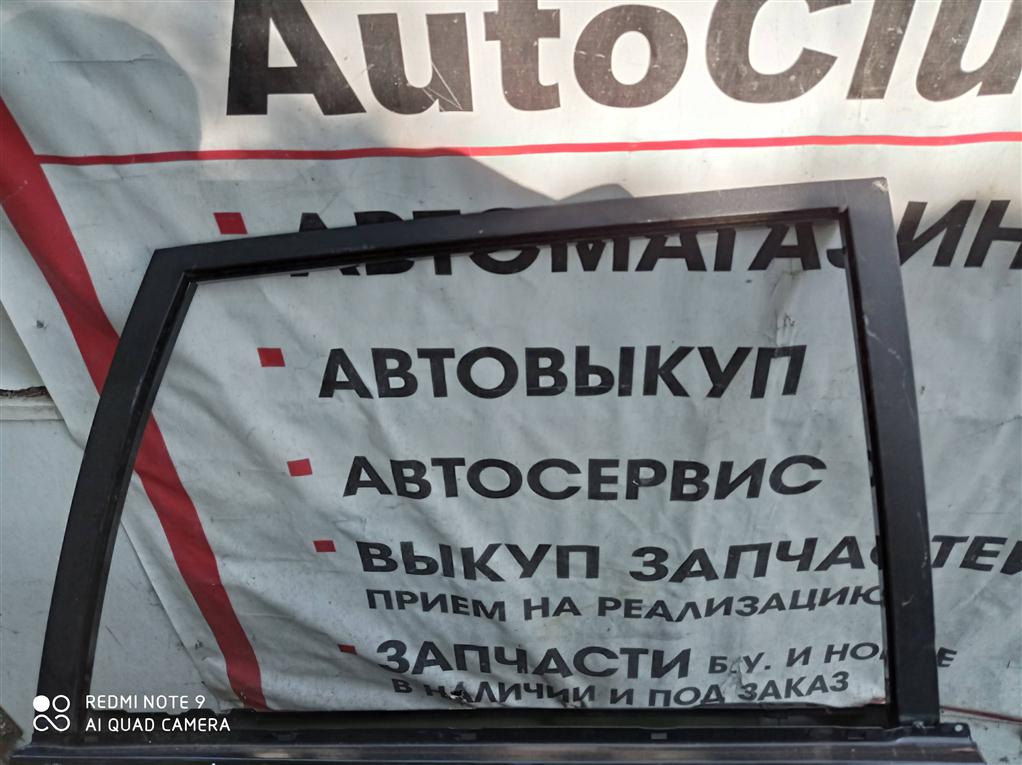 AutoClu
АВТОМАГАЗИН
АВТОВЫКУП
АВТОСЕРВИС
ВЫКУП ЗАПЧАСТЕЙ
ПРИЕМ НА РЕАЛИЗАЦИЮ
ЗАПЧАСТИ Б.У. И НОВЫЕ
В НАЛИЧИИ И ПОД ЗАКАЗ
REDMI NOTE 9
AI QUAD CAMERA